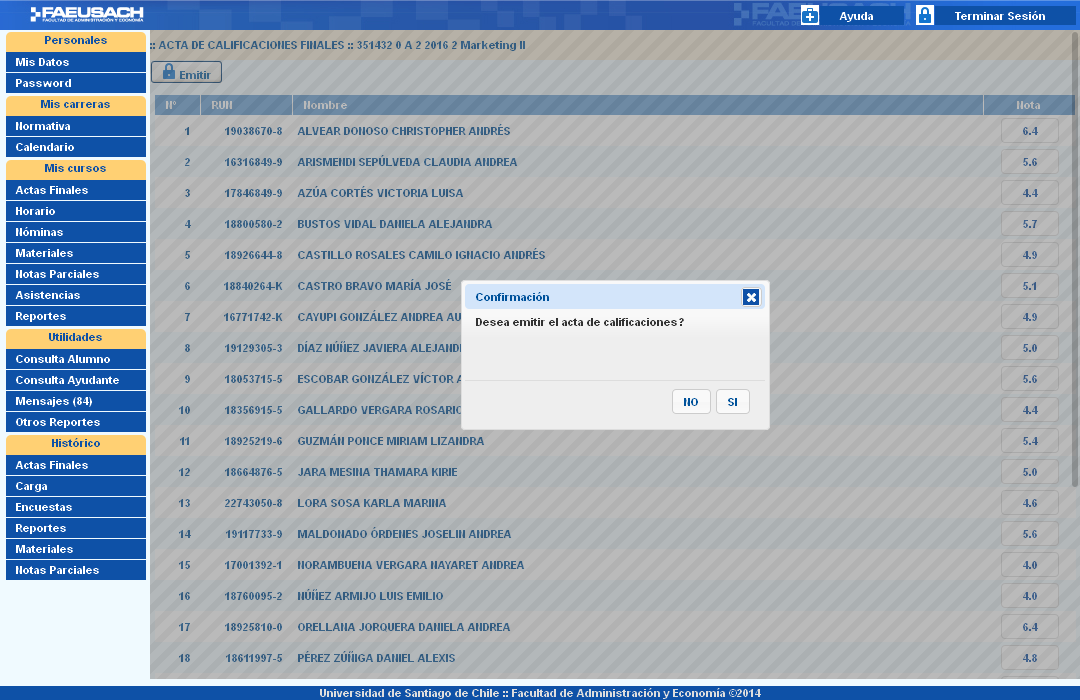 FAEUSACH
FACULTAD DE ADMINISTRACIÓN Y ECONOMÍA
FAEUSACH
FACULTAD DE ADMINISTRACIÓN Y ECONOMÍA
Ayuda
Terminar Sesión
Personales
Mis Datos
Password
Mis carreras
Normativa
Calendario
Mis cursos
Actas Finales
Horario
Nóminas
Materiales
Notas Parciales
Asistencias
Reportes
Utilidades
Consulta Alumno
Consulta Ayudante
Mensajes (84)
Otros Reportes
Histórico
Actas Finales
Carga
Encuestas
Reportes
Materiales
Notas Parciales
:: ACTA DE CALIFICACIONES FINALES :: 351432 0 A 2 2016 2 Marketing II
Emitir
Nº RUN Nombre Nota
1 19038670-8 ALVEAR DONOSO CHRISTOPHER ANDRÉS 6.4
2 16316849-9 ARISMENDI SEPÚLVEDA CLAUDIA ANDREA 5.6
3 17846849-9 AZÚA CORTÉS VICTORIA LUISA 4.4
4 18800580-2 BUSTOS VIDAL DANIELA ALEJANDRA 5.7
5 18926644-8 CASTILLO ROSALES CAMILO IGNACIO ANDRÉS 4.9
6 18840264-K CASTRO BRAVO MARÍA JOSÉ 5.1
7 16771742-K CAYUPI GONZÁLEZ ANDREA AU 4.9
8 19129305-3 DÍAZ NÚÑEZ JAVIERA ALEJAND 5.0
9 18053715-5 ESCOBAR GONZÁLEZ VÍCTOR A 5.6
10 18356915-5 GALLARDO VERGARA ROSARIO 4.4
11 18925219-6 GUZMÁN PONCE MIRIAM LIZANDRA 5.4
12 18664876-5 JARA MESINA THAMARA KIRIE 5.0
13 22743050-8 LORA SOSA KARLA MARINA 4.6
14 19117733-9 MALDONADO ÓRDENES JOSELIN ANDREA 5.6
15 17001392-1 NORAMBUENA VERGARA NAYARET ANDREA 4.0
16 18760095-2 NÚÑEZ ARMIJO LUIS EMILIO 4.0
17 18925810-0 ORELLANA JORQUERA DANIELA ANDREA 6.4
18 18611997-5 PÉREZ ZÚÑIGA DANIEL ALEXIS 4.8
Confirmación
Desea emitir el acta de calificaciones?
NO SI
Universidad de Santiago de Chile :: Facultad de Administración y Economía ©2014